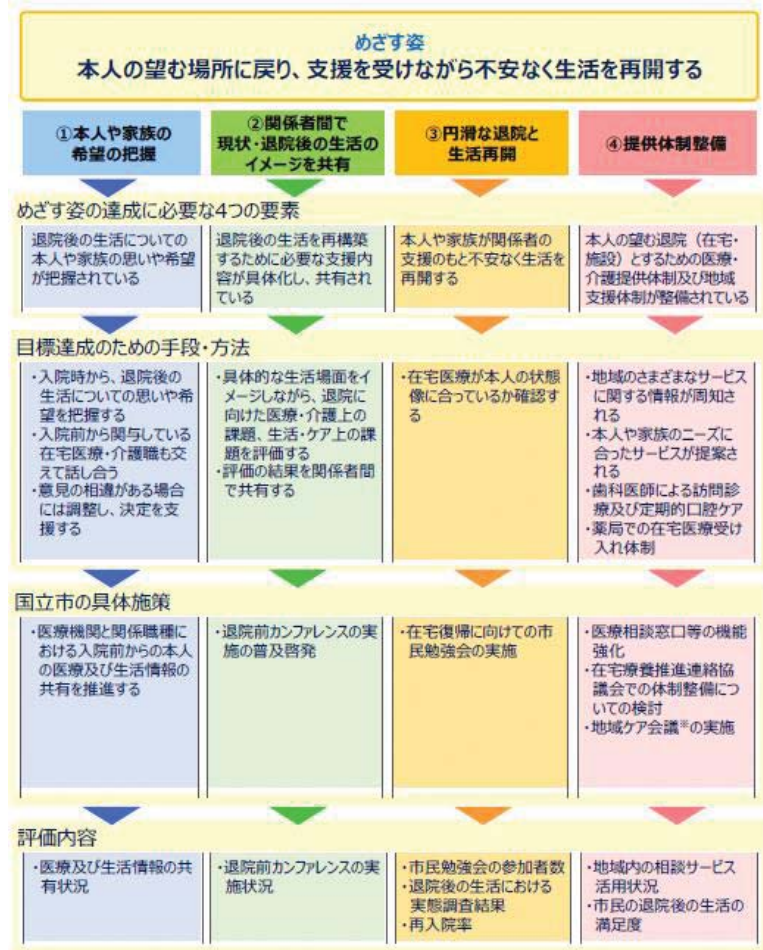 めざす姿
本人の望む場所に戻り、支援を受けながら不安なく生活を再開する
①本人や家族の
希望の把握
②関係者間で
現状・退院後の生活の
イメージを共有
③円滑な退院と
生活再開
④提供体制整備
めざす姿の達成に必要な4つの要素
退院後の生活についての
本人や家族の思いや希望
が把握されている
退院後の生活を再構築
するために必要な支援内
容が具体化し、共有され
ている
本人や家族が関係者の
支援のもと不安なく生活を
再開する
本人の望む退院（在宅・
施設）とするための医療・
介護提供体制及び地域
支援体制が整備されている
目標達成のための手段・方法
・入院時から、退院後の
生活についての思いや希
望を把握する
・入院前から関与している
在宅医療・介護職も交
えて話し合う
・意見の相違がある場合
には調整し、決定を支
援する
・具体的な生活場面をイ
メージしながら、退院に
向けた医療・介護上の
課題、生活・ケア上の課
題を評価する
・評価の結果を関係者間
で共有する
・在宅医療が本人の状態
像に合っているか確認す
る
・地域のさまざまなサービス
に関する情報が周知さ
れる
・本人や家族のニーズに
合ったサービスが提案さ
れる
・歯科医師による訪問診
療及び定期的口腔ケア
・薬局での在宅医療受け
入れ体制
国立市の具体施策
・医療機関と関係職種に
おける入院前からの本人
の医療及び生活情報の
共有を推進する
・退院前カンファレンスの実
施の普及啓発
・在宅復帰に向けての市
民勉強会の実施
・医療相談窓口等の機能
強化
・在宅療養推進連絡協
議会での体制整備につ
いての検討
・地域ケア会議※の実施
評価内容
・医療及び生活情報の共
有状況
・退院前カンファレンスの実
施状況
・市民勉強会の参加者数
・退院後の生活における
実態調査結果
・再入院率
・地域内の相談サービス
活用状況
・市民の退院後の生活の
満足度